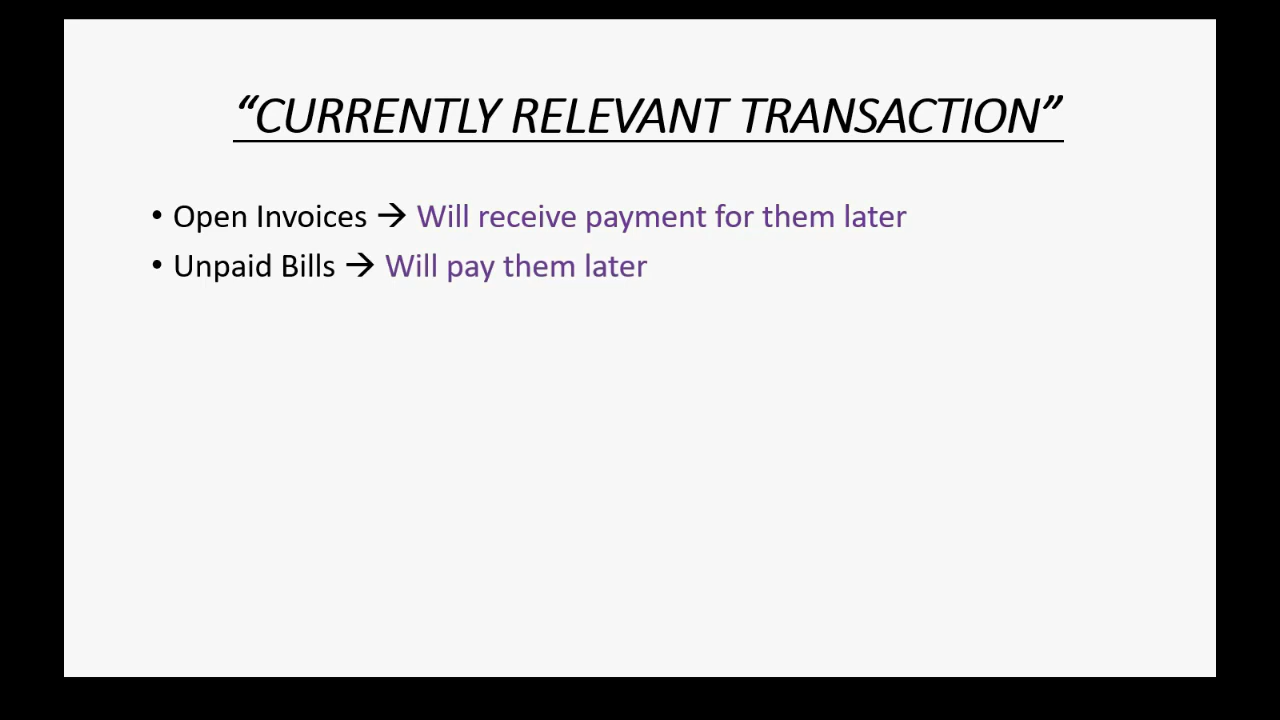 “CURRENTLY RELEVANT TRANSACTION”
• Open Invoices → Will receive payment for them later
• Unpaid Bills → Will pay them later